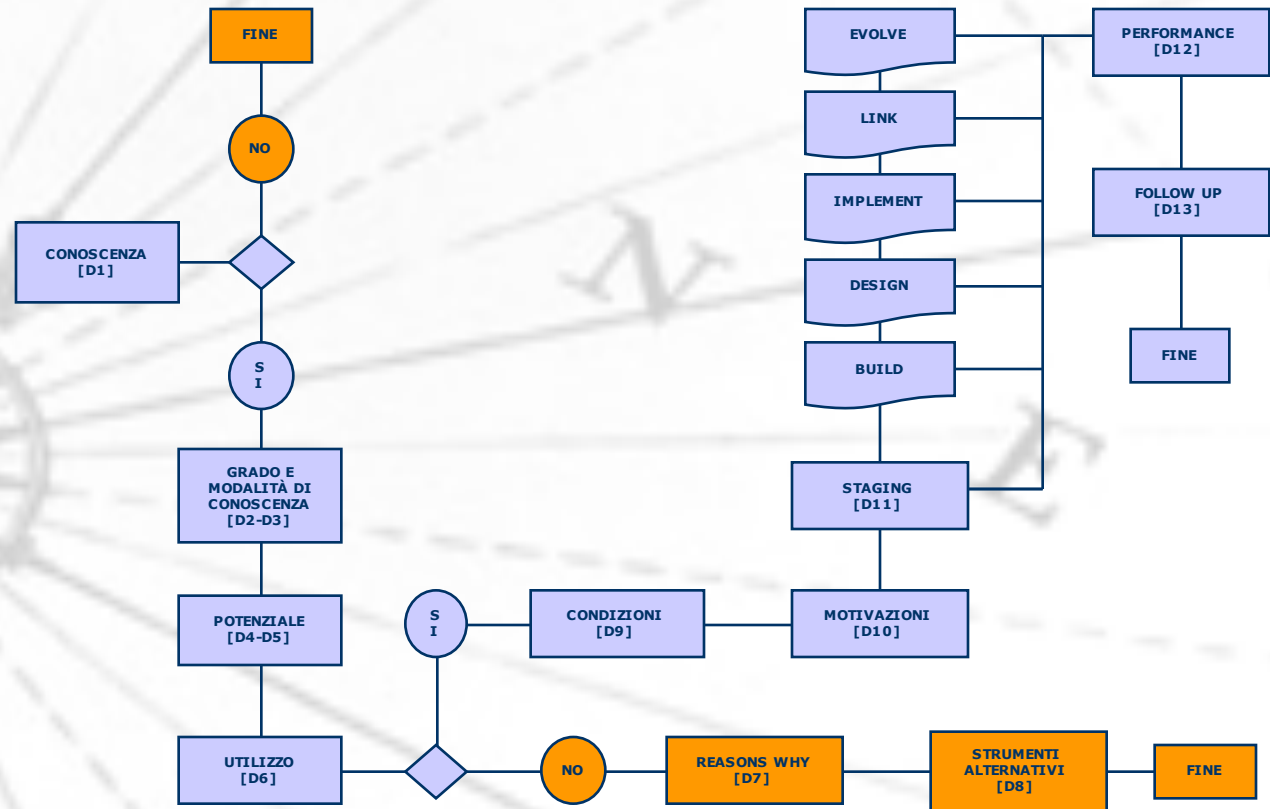 FINE
NO
CONOSCENZA
[D1]
S
I
GRADO E
MODALITÀ DI
CONOSCENZA
[D2-D3]
POTENZIALE
[D4-D5]
UTILIZZO
[D6]
S
I
CONDIZIONI
[D9]
MOTIVAZIONI
[D10]
NO
REASONS WHY
[D7]
STRUMENTI
ALTERNATIVI
[D8]
FINE
EVOLVE
LINK
IMPLEMENT
DESIGN
BUILD
STAGING
[D11]
PERFORMANCE
[D12]
FOLLOW UP
[D13]
FINE
N
E